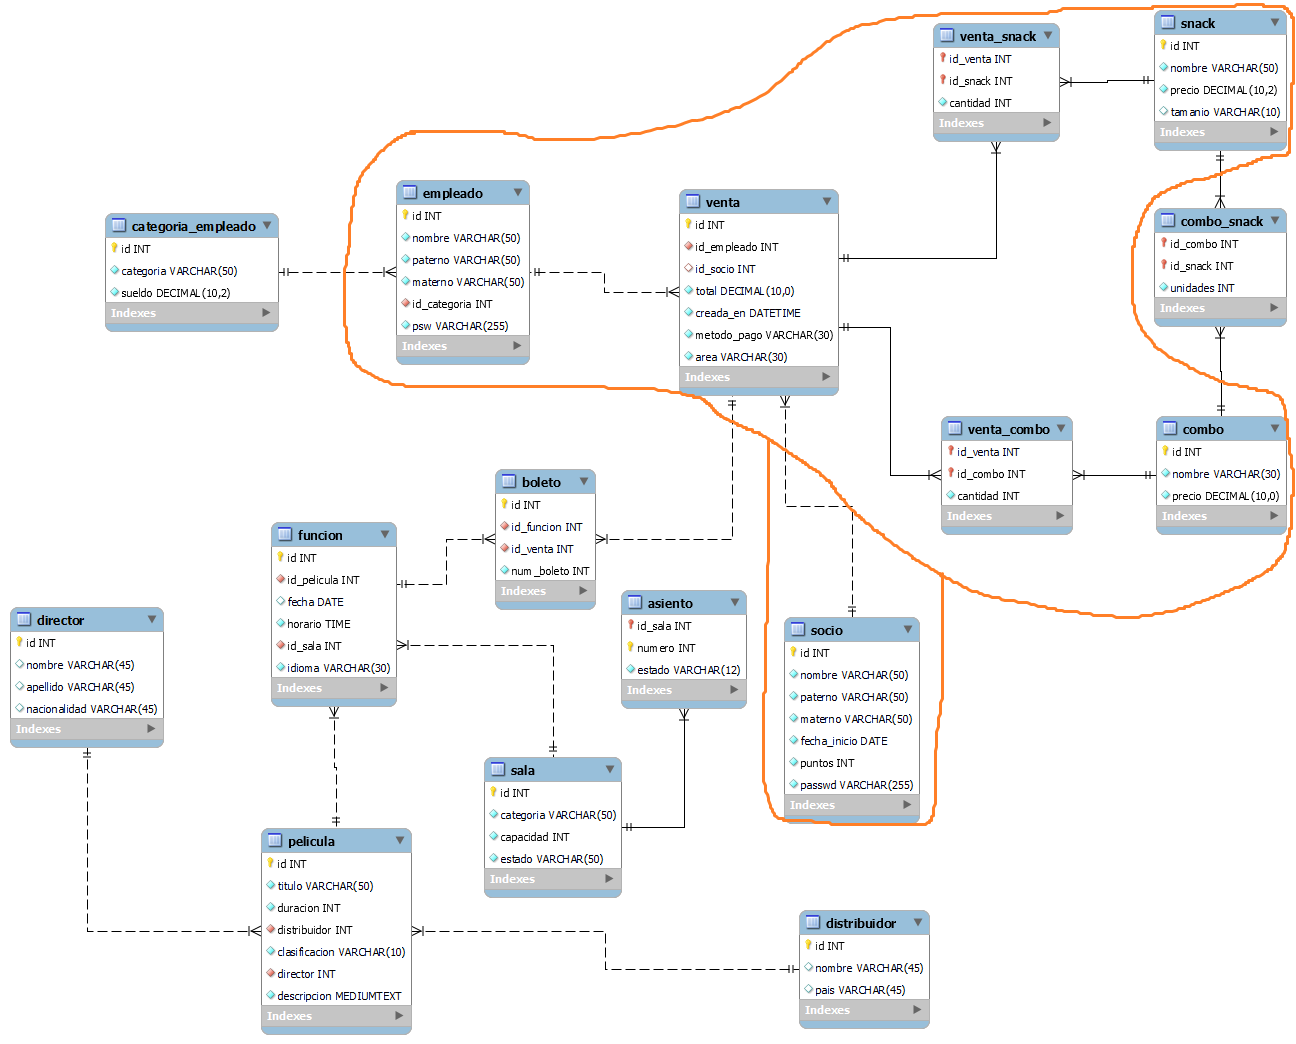 venta_snack
id_venta INT
id_snack INT
cantidad INT
Indexes
snack
id INT
nombre VARCHAR(50)
precio DECIMAL(10,2)
tamanio VARCHAR(10)
Indexes
categoria_empleado
id INT
categoria VARCHAR(50)
sueldo DECIMAL(10,2)
Indexes
empleado
id INT
nombre VARCHAR(50)
paterno VARCHAR(50)
materno VARCHAR(50)
id_categoria INT
psw VARCHAR(255)
Indexes
venta
id INT
id_empleado INT
id_socio INT
total DECIMAL(10,0)
creada_en DATETIME
metodo_pago VARCHAR(30)
area VARCHAR(30)
Indexes
combo_snack
id_combo INT
id_snack INT
unidades INT
Indexes
venta_combo
id_venta INT
id_combo INT
cantidad INT
Indexes
combo
id INT
nombre VARCHAR(30)
precio DECIMAL(10,0)
Indexes
boleto
id INT
id_funcion INT
id_venta INT
num_boleto INT
Indexes
funcion
id INT
id_pelicula INT
fecha DATE
horario TIME
id_sala INT
idioma VARCHAR(30)
Indexes
asiento
id_sala INT
numero INT
estado VARCHAR(12)
Indexes
director
id INT
nombre VARCHAR(45)
apellido VARCHAR(45)
nacionalidad VARCHAR(45)
Indexes
socio
id INT
nombre VARCHAR(50)
paterno VARCHAR(50)
materno VARCHAR(50)
fecha_inicio DATE
puntos INT
passwd VARCHAR(255)
Indexes
sala
id INT
categoria VARCHAR(50)
capacidad INT
estado VARCHAR(50)
Indexes
pelicula
id INT
titulo VARCHAR(50)
duracion INT
distribuidor INT
clasificacion VARCHAR(10)
director INT
descripcion MEDIUMTEXT
Indexes
distribuidor
id INT
nombre VARCHAR(45)
pais VARCHAR(45)
Indexes